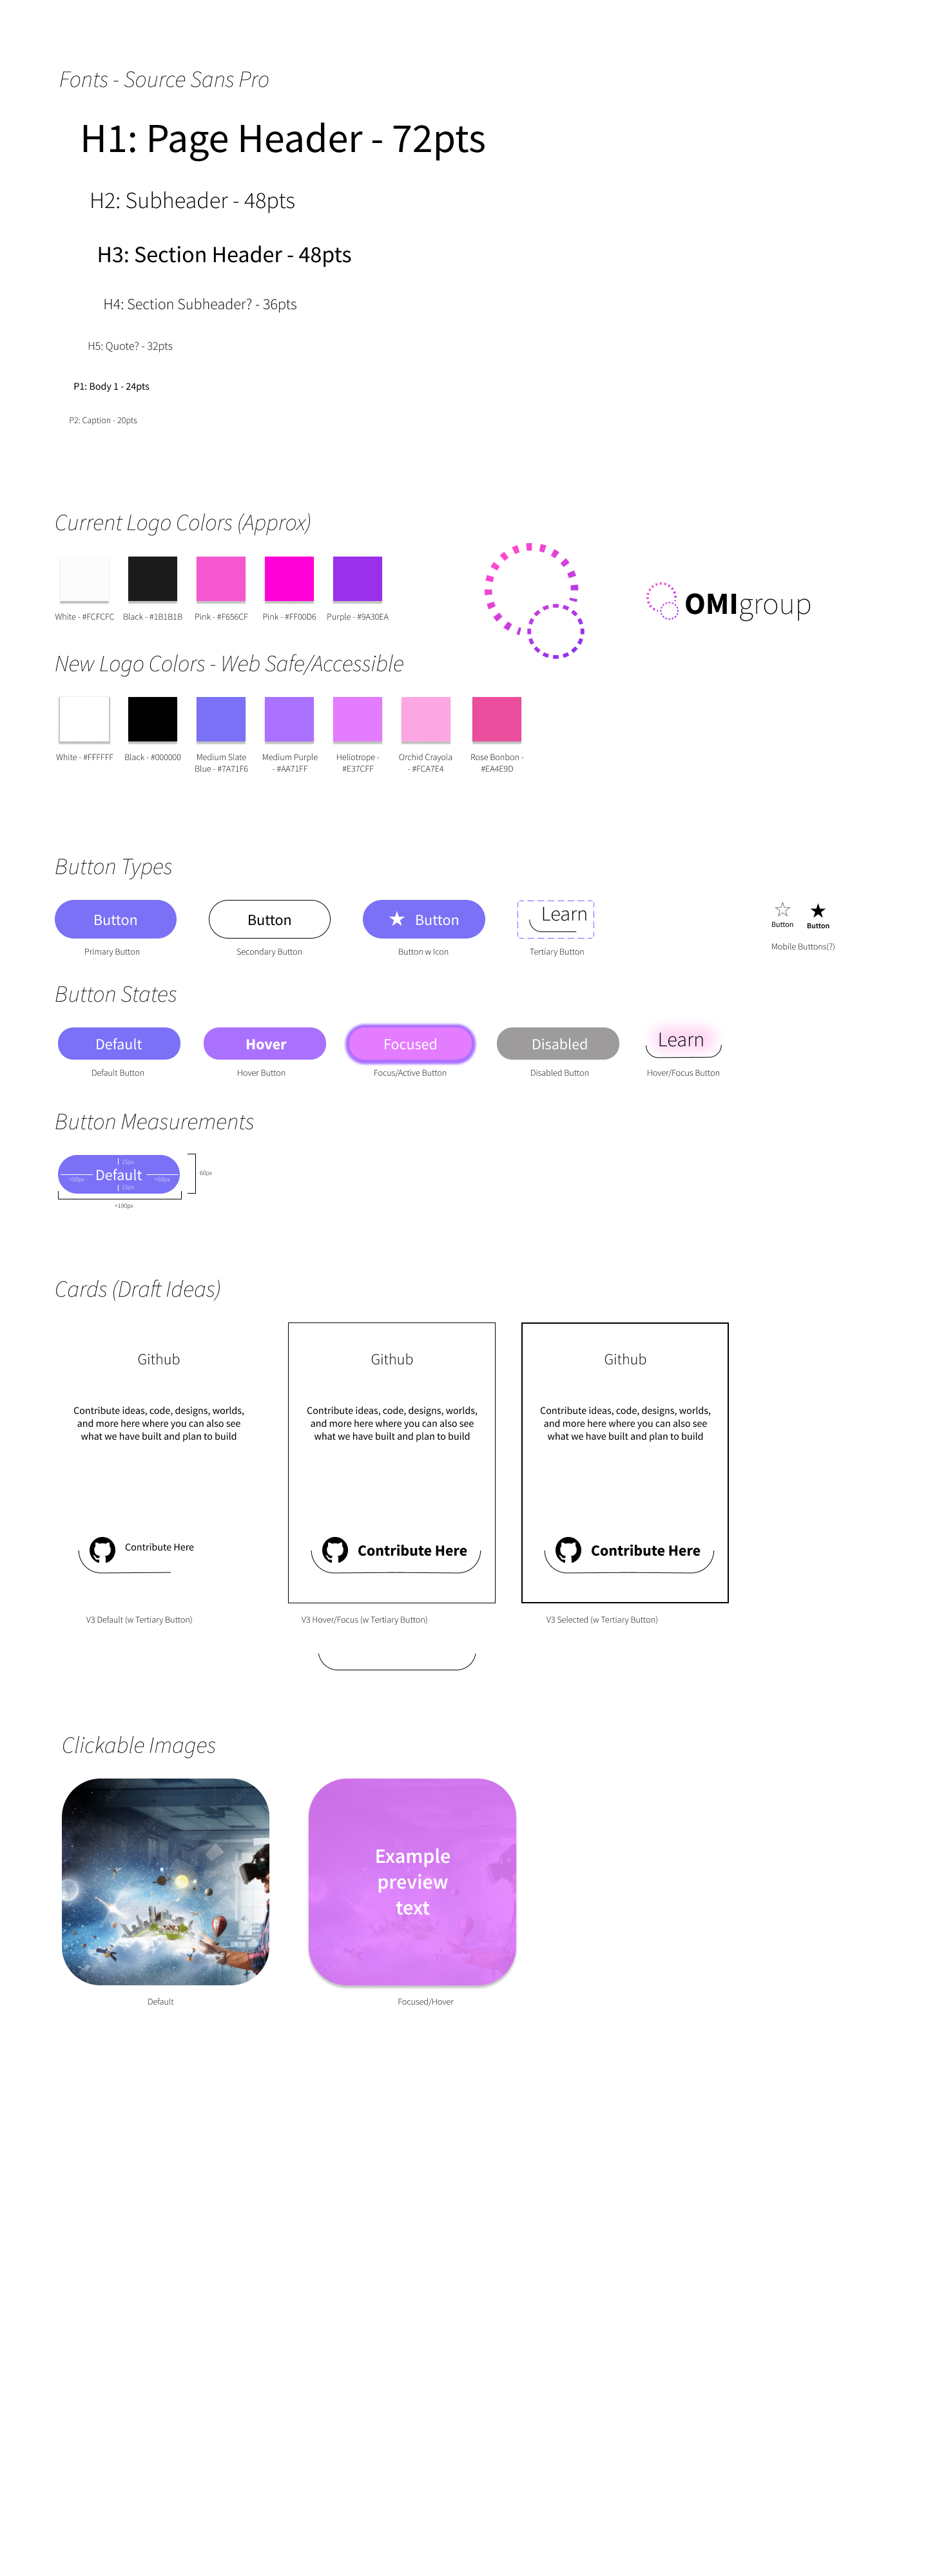 Fonts - Source Sans Pro
H1: Page Header - 72pts
H2: Subheader - 48pts
H3: Section Header - 48pts
H4: Section Subheader? - 36pts
H5: Quote? - 32pts
P1: Body 1 - 24pts
P2: Caption - 20pts
Current Logo Colors (Approx)
White - #FCFCFC
Black - #1B1B1B
Pink - #F656CF
Pink - #FF00D6
Purple - #9A30EA
OMIgroup
New Logo Colors - Web Safe/Accessible
White - #FFFFFF
Black - #000000
Medium Slate
Blue - #7A71F6
Medium Purple
- #AA71FF
Heliotrope -
#E37CFF
Orchid Crayola
- #FCA7E4
Rose Bonbon -
#EA4E9D
Button Types
Button
Primary Button
Button
Secondary Button
Button
Button w Icon
Learn
Tertiary Button
Button
Button
Mobile Buttons(?)
Button States
Default
Default Button
Hover
Hover Button
Focused
Focus/Active Button
Disabled
Disabled Button
Learn
Hover/Focus Button
Button Measurements
15px
Default
>50px
>50px
15px
60px
>190px
Cards (Draft Ideas)
Github
Contribute ideas, code, designs, worlds,
and more here where you can also see
what we have built and plan to build
Contribute Here
V3 Default (w Tertiary Button)
Github
Contribute ideas, code, designs, worlds,
and more here where you can also see
what we have built and plan to build
Contribute Here
V3 Hover/Focus (w Tertiary Button)
Github
Contribute ideas, code, designs, worlds,
and more here where you can also see
what we have built and plan to build
Contribute Here
V3 Selected (w Tertiary Button)
Clickable Images
Default
Example
preview
text
Focused/Hover